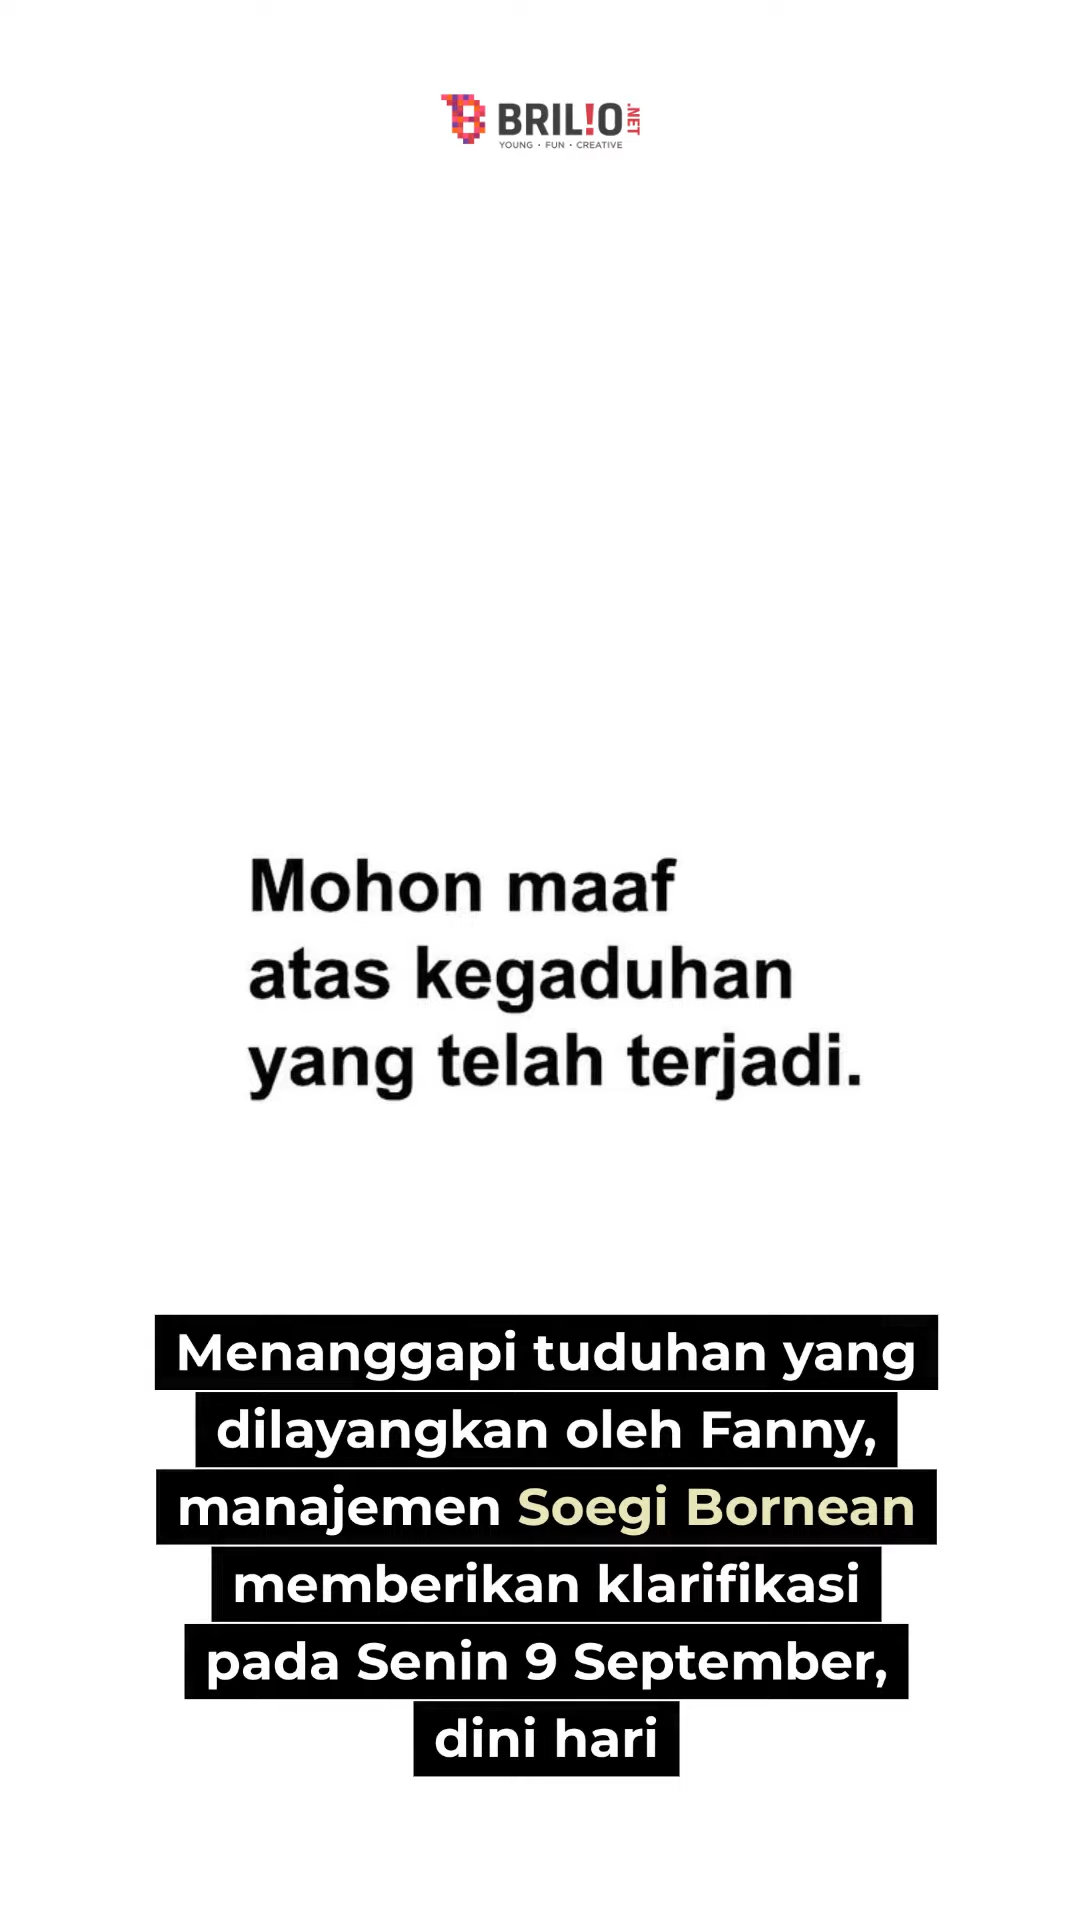 BRIL!O.NET
YOUNG • FUN • CREATIVE
Mohon maaf
atas kegaduhan
yang telah terjadi.
Menanggapi tuduhan yang
dilayangkan oleh Fanny,
manajemen Soegi Bornean
memberikan klarifikasi
pada Senin 9 September,
dini hari